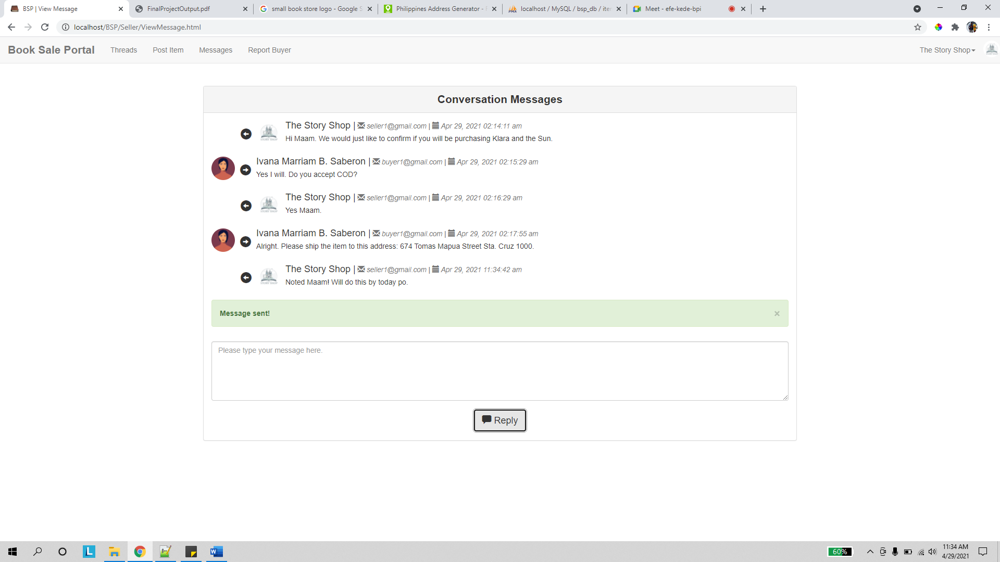 BSP | View Message
FinalProjectOutput.pdf
small book store logo - Google S
Philippines Address Generator -
localhost / MySQL / bsp_db / ite
Meet - efe-kede-bpi
localhost/BSP/Seller/ViewMessage.html
Book Sale Portal
Threads
Post Item
Messages
Report Buyer
The Story Shop
Conversation Messages
The Story Shop | seller1@gmail.com | Apr 29, 2021 02:14:11 am
Hi Maam. We would just like to confirm if you will be purchasing Klara and the Sun.
Ivana Marriam B. Saberon | buyer1@gmail.com | Apr 29, 2021 02:15:29 am
Yes I will. Do you accept COD?
The Story Shop | seller1@gmail.com | Apr 29, 2021 02:16:29 am
Yes Maam.
Ivana Marriam B. Saberon | buyer1@gmail.com | Apr 29, 2021 02:17:55 am
Alright. Please ship the item to this address: 674 Tomas Mapua Street Sta. Cruz 1000.
The Story Shop | seller1@gmail.com | Apr 29, 2021 11:34:42 am
Noted Maam! Will do this by today po.
Message sent!
×
Please type your message here.
Reply
60%
11:34 AM
4/29/2021